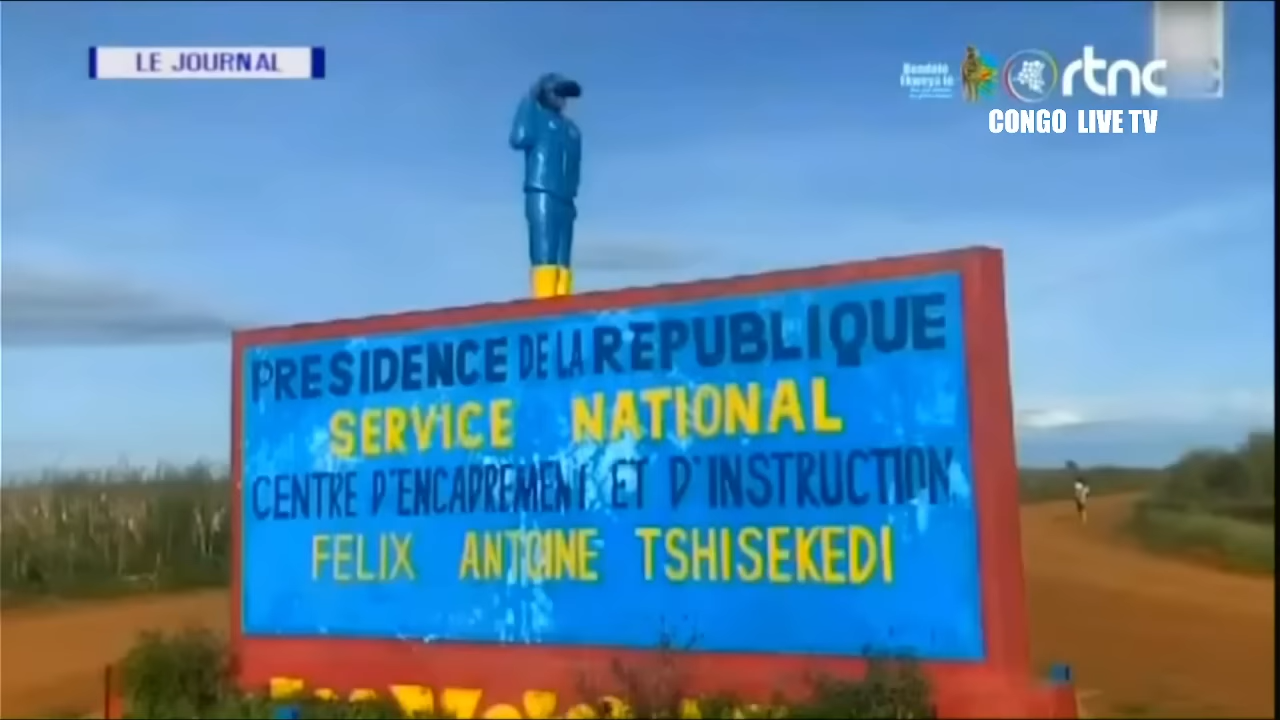 LE JOURNAL
rtnc
CONGO LIVE TV
PRESIDENCE DE LA REPUBLIQUE
SERVICE NATIONAL
CENTRE D'ENCADREMENT ET D'INSTRUCTION
FELIX ANTOINE TSHISEKEDI